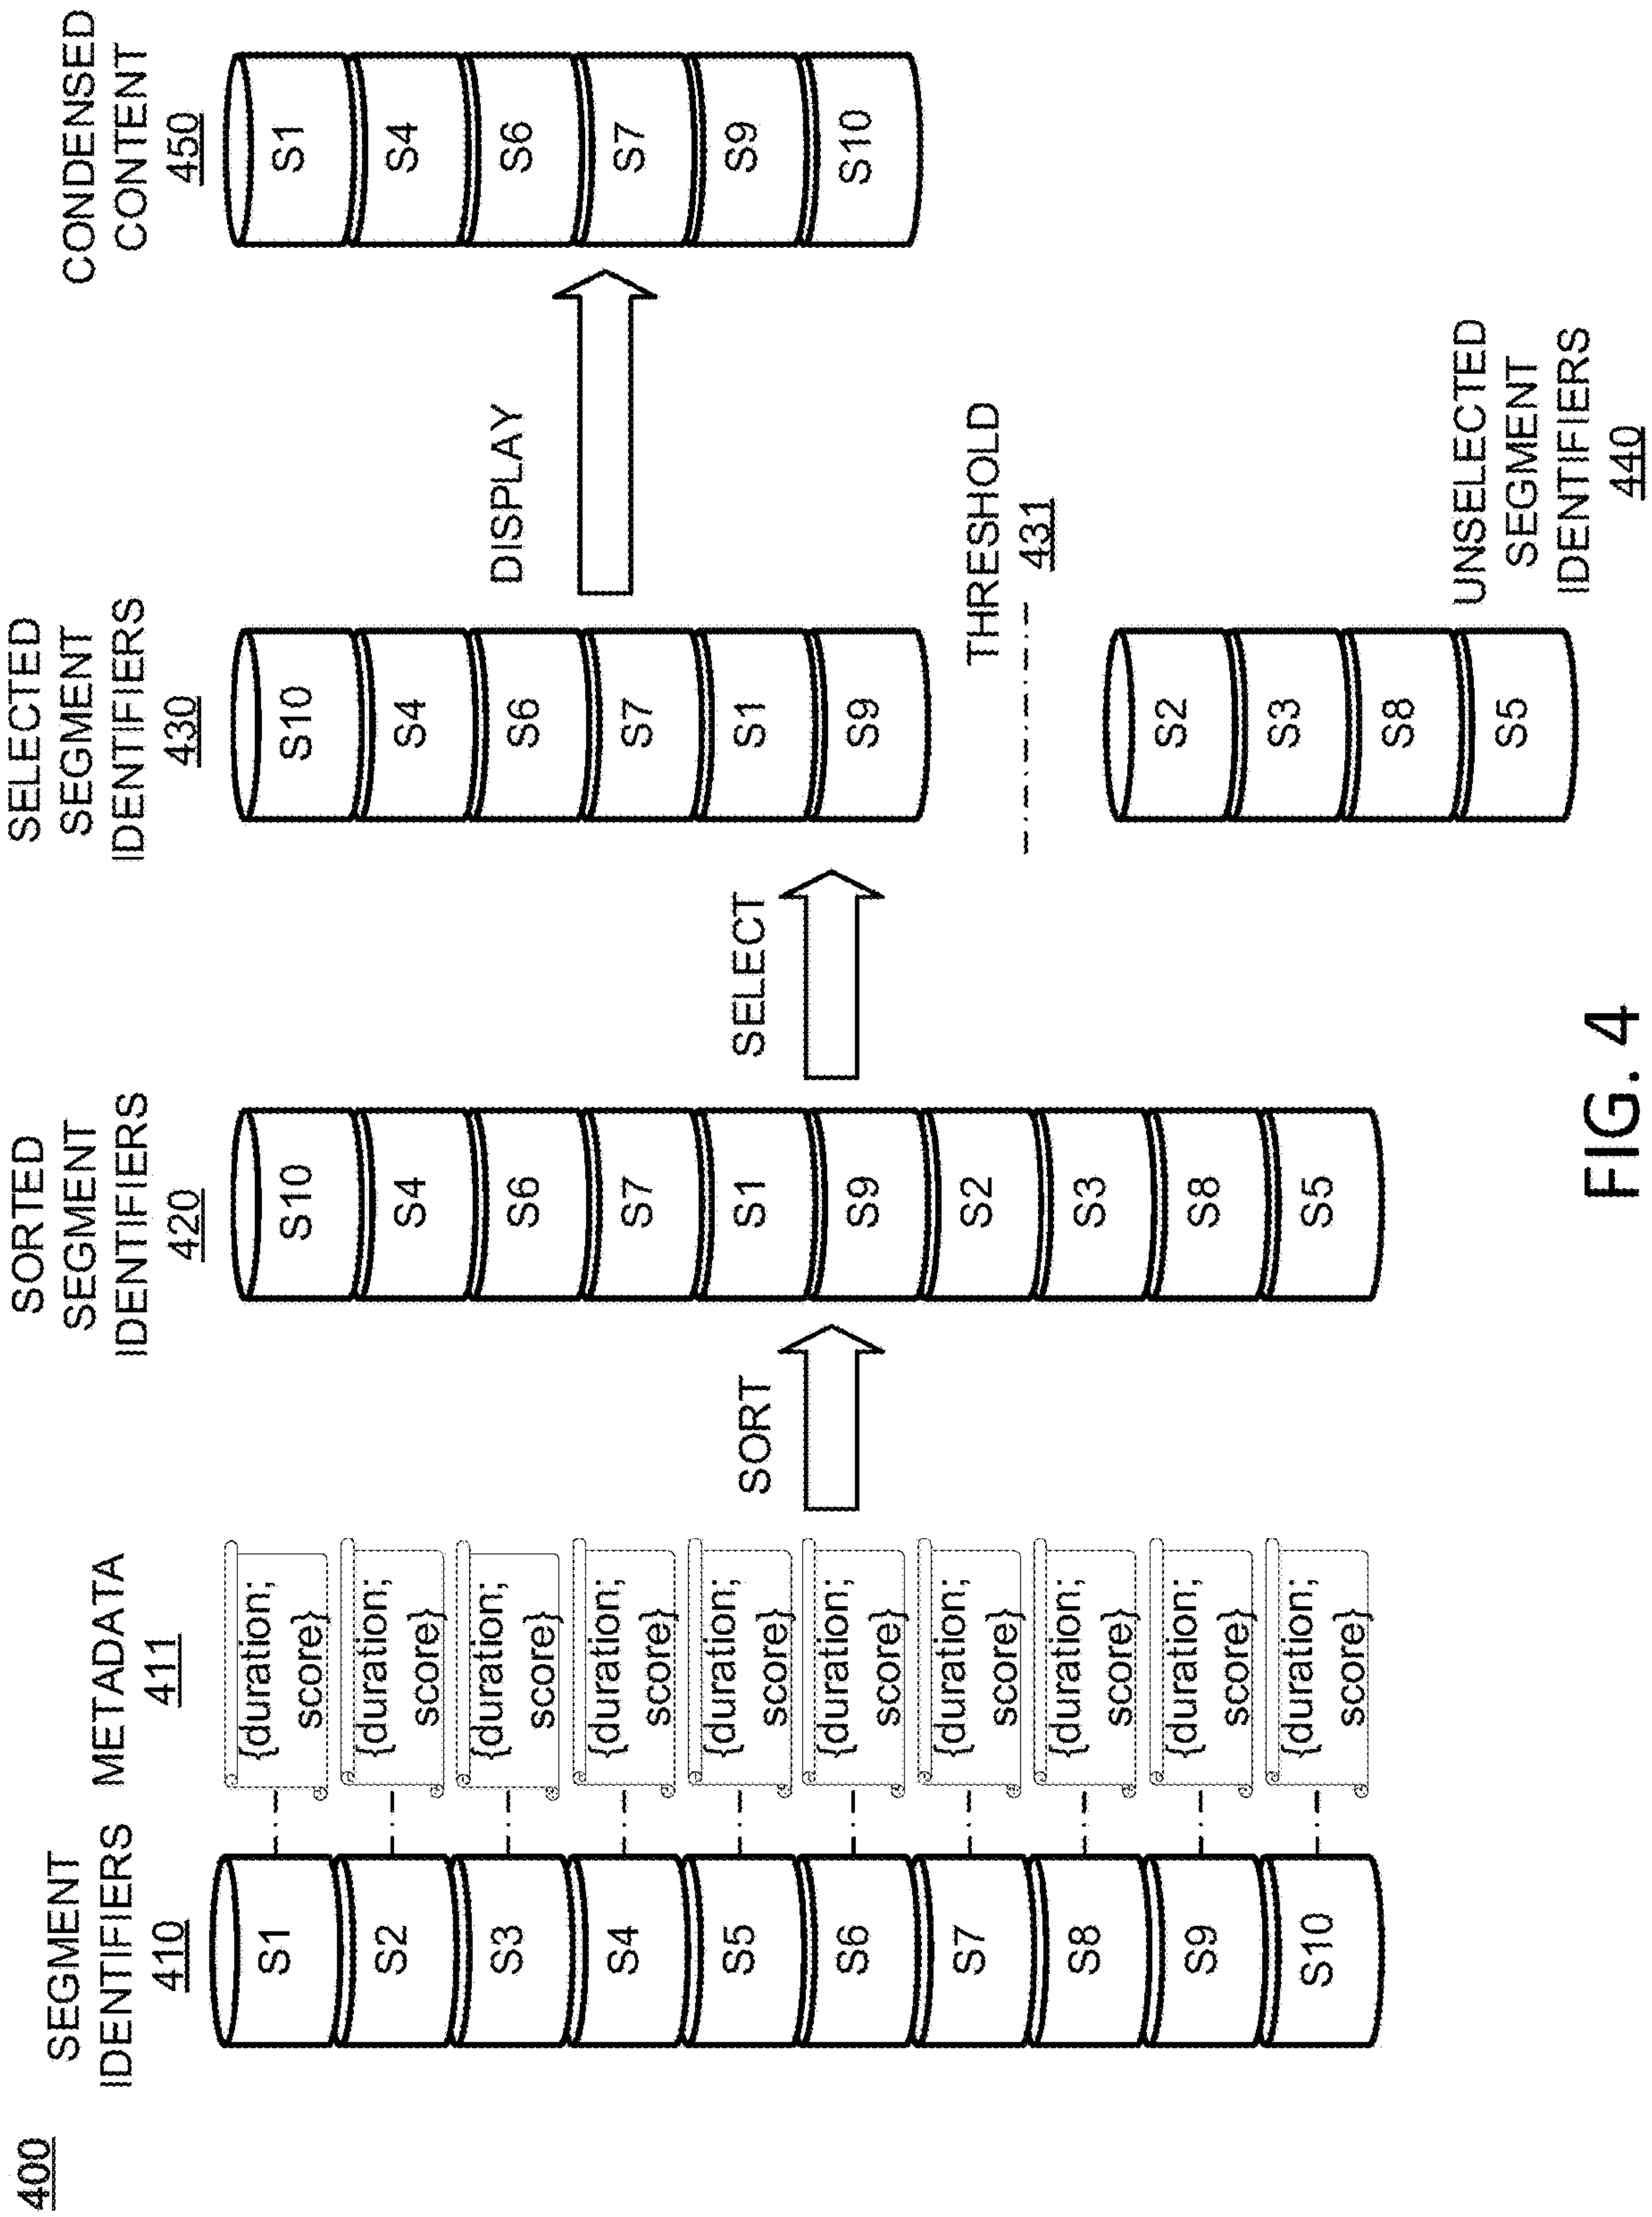 400
SEGMENT
IDENTIFIERS
410
S1
S2
S3
S4
S5
S6
S7
S8
S9
S10
METADATA
411
{duration;
score}
{duration;
score}
{duration;
score}
{duration;
score}
{duration;
score}
{duration;
score}
{duration;
score}
{duration;
score}
{duration;
score}
{duration;
score}
SORT
SORTED
SEGMENT
IDENTIFIERS
420
S10
S4
S6
S7
S1
S9
S2
S3
S8
S5
SELECT
SELECTED
SEGMENT
IDENTIFIERS
430
S10
S4
S6
S7
S1
S9
THRESHOLD
431
S2
S3
S8
S5
UNSELECTED
SEGMENT
IDENTIFIERS
440
DISPLAY
CONDENSED
CONTENT
450
S1
S4
S6
S7
S9
S10
FIG. 4